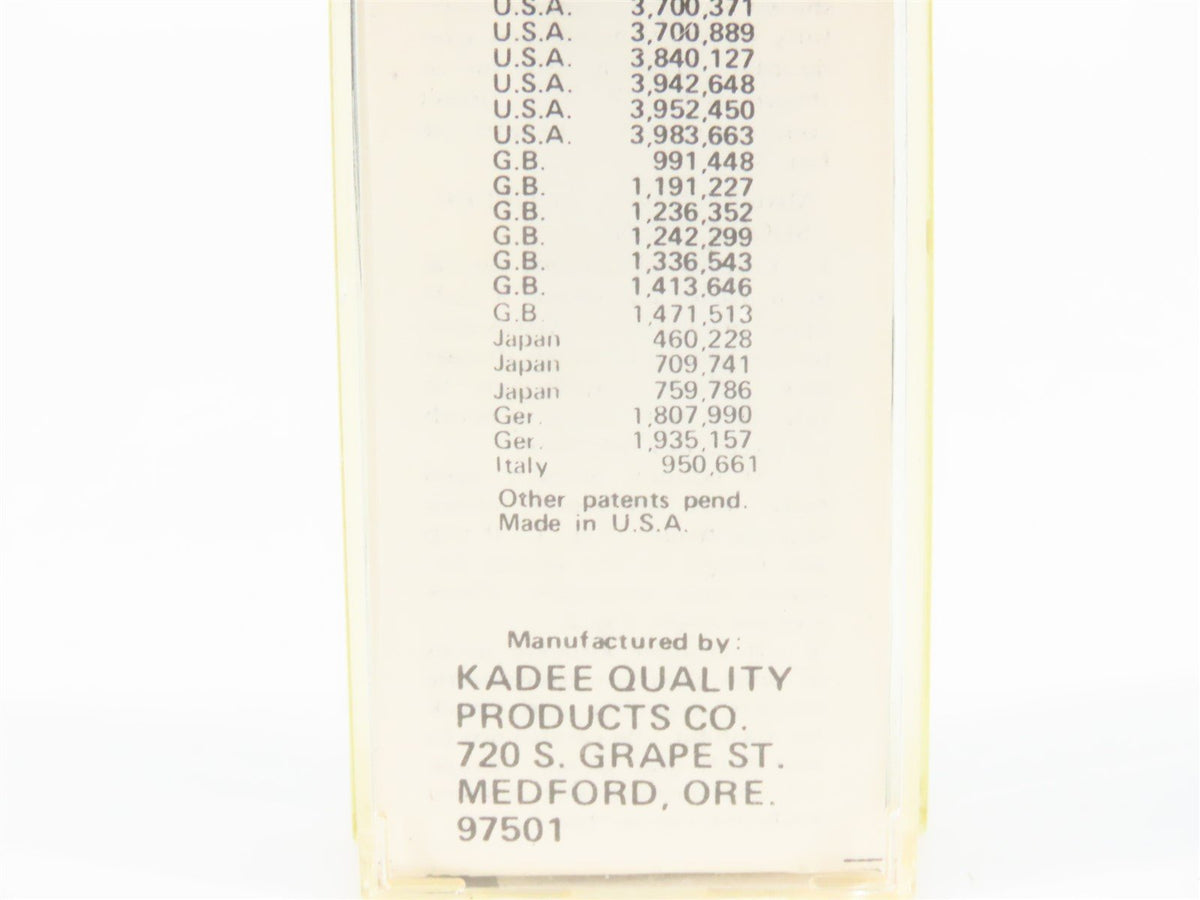 U.S.A. 3,700,371
U.S.A. 3,700,889
U.S.A. 3,840,127
U.S.A. 3,942,648
U.S.A. 3,952,450
U.S.A. 3,983,663
G.B. 991,448
G.B. 1,191,227
G.B. 1,236,352
G.B. 1,242,299
G.B. 1,336,543
G.B. 1,413,646
G.B. 1,471,513
Japan 460,228
Japan 709,741
Japan 759,786
Ger. 1,807,990
Ger. 1,935,157
Italy 950,661
Other patents pend.
Made in U.S.A.
Manufactured by:
KADEE QUALITY
PRODUCTS CO.
720 S. GRAPE ST.
MEDFORD, ORE.
97501